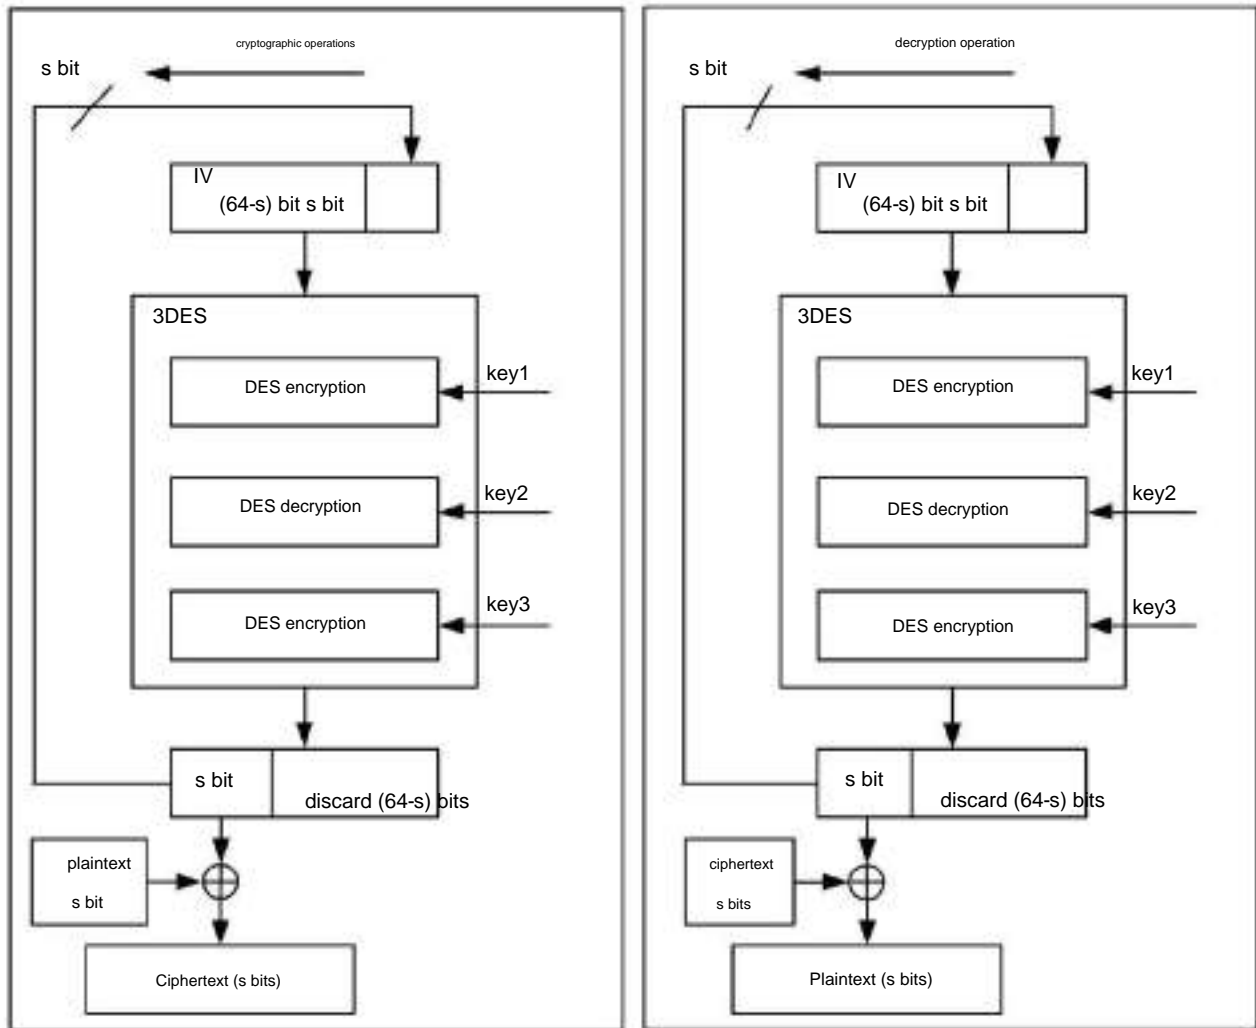 cryptographic operations
s bit
IV
(64-s) bit s bit
3DES
DES encryption
key1
DES decryption
key2
DES encryption
key3
s bit
discard (64-s) bits
plaintext
s bit
Ciphertext (s bits)
decryption operation
s bit
IV
(64-s) bit s bit
3DES
DES encryption
key1
DES decryption
key2
DES encryption
key3
s bit
discard (64-s) bits
ciphertext
s bits
Plaintext (s bits)